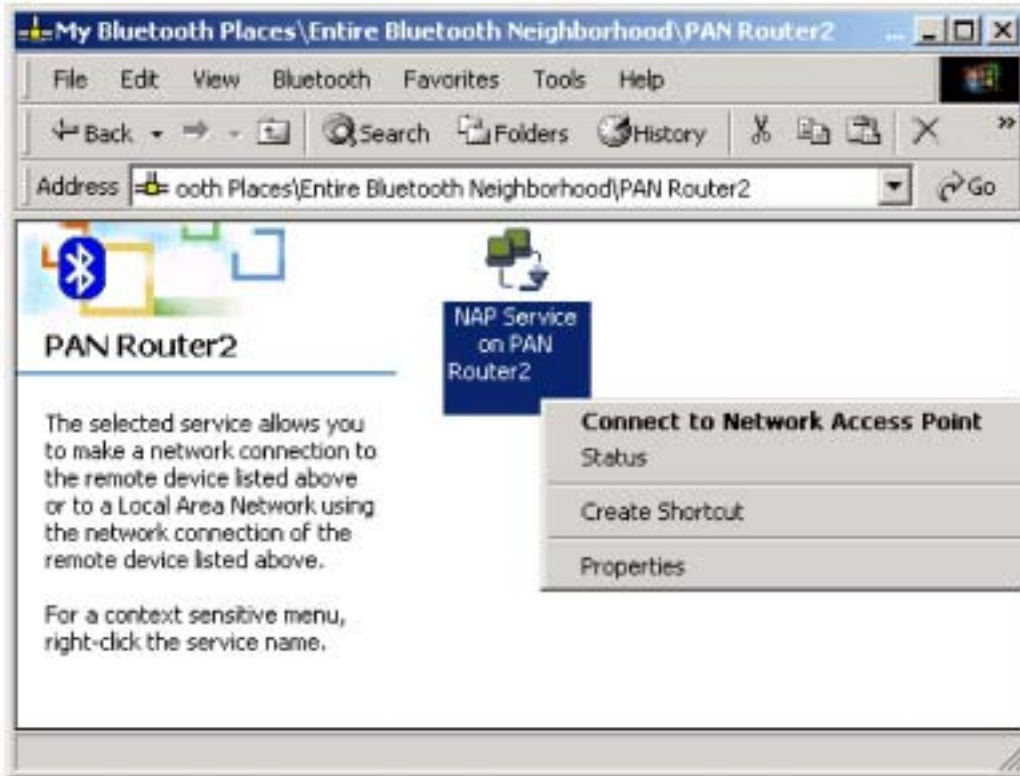 My Bluetooth Places\Entire Bluetooth Neighborhood\PAN Router2 ...
File Edit View Bluetooth Favorites Tools Help
Back Search Folders History »
Address ooth Places\Entire Bluetooth Neighborhood\PAN Router2 Go
PAN Router2
The selected service allows you
to make a network connection to
the remote device listed above
or to a Local Area Network using
the network connection of the
remote device listed above.
For a context sensitive menu,
right-click the service name.
NAP Service
on PAN
Router2
Connect to Network Access Point
Status
Create Shortcut
Properties